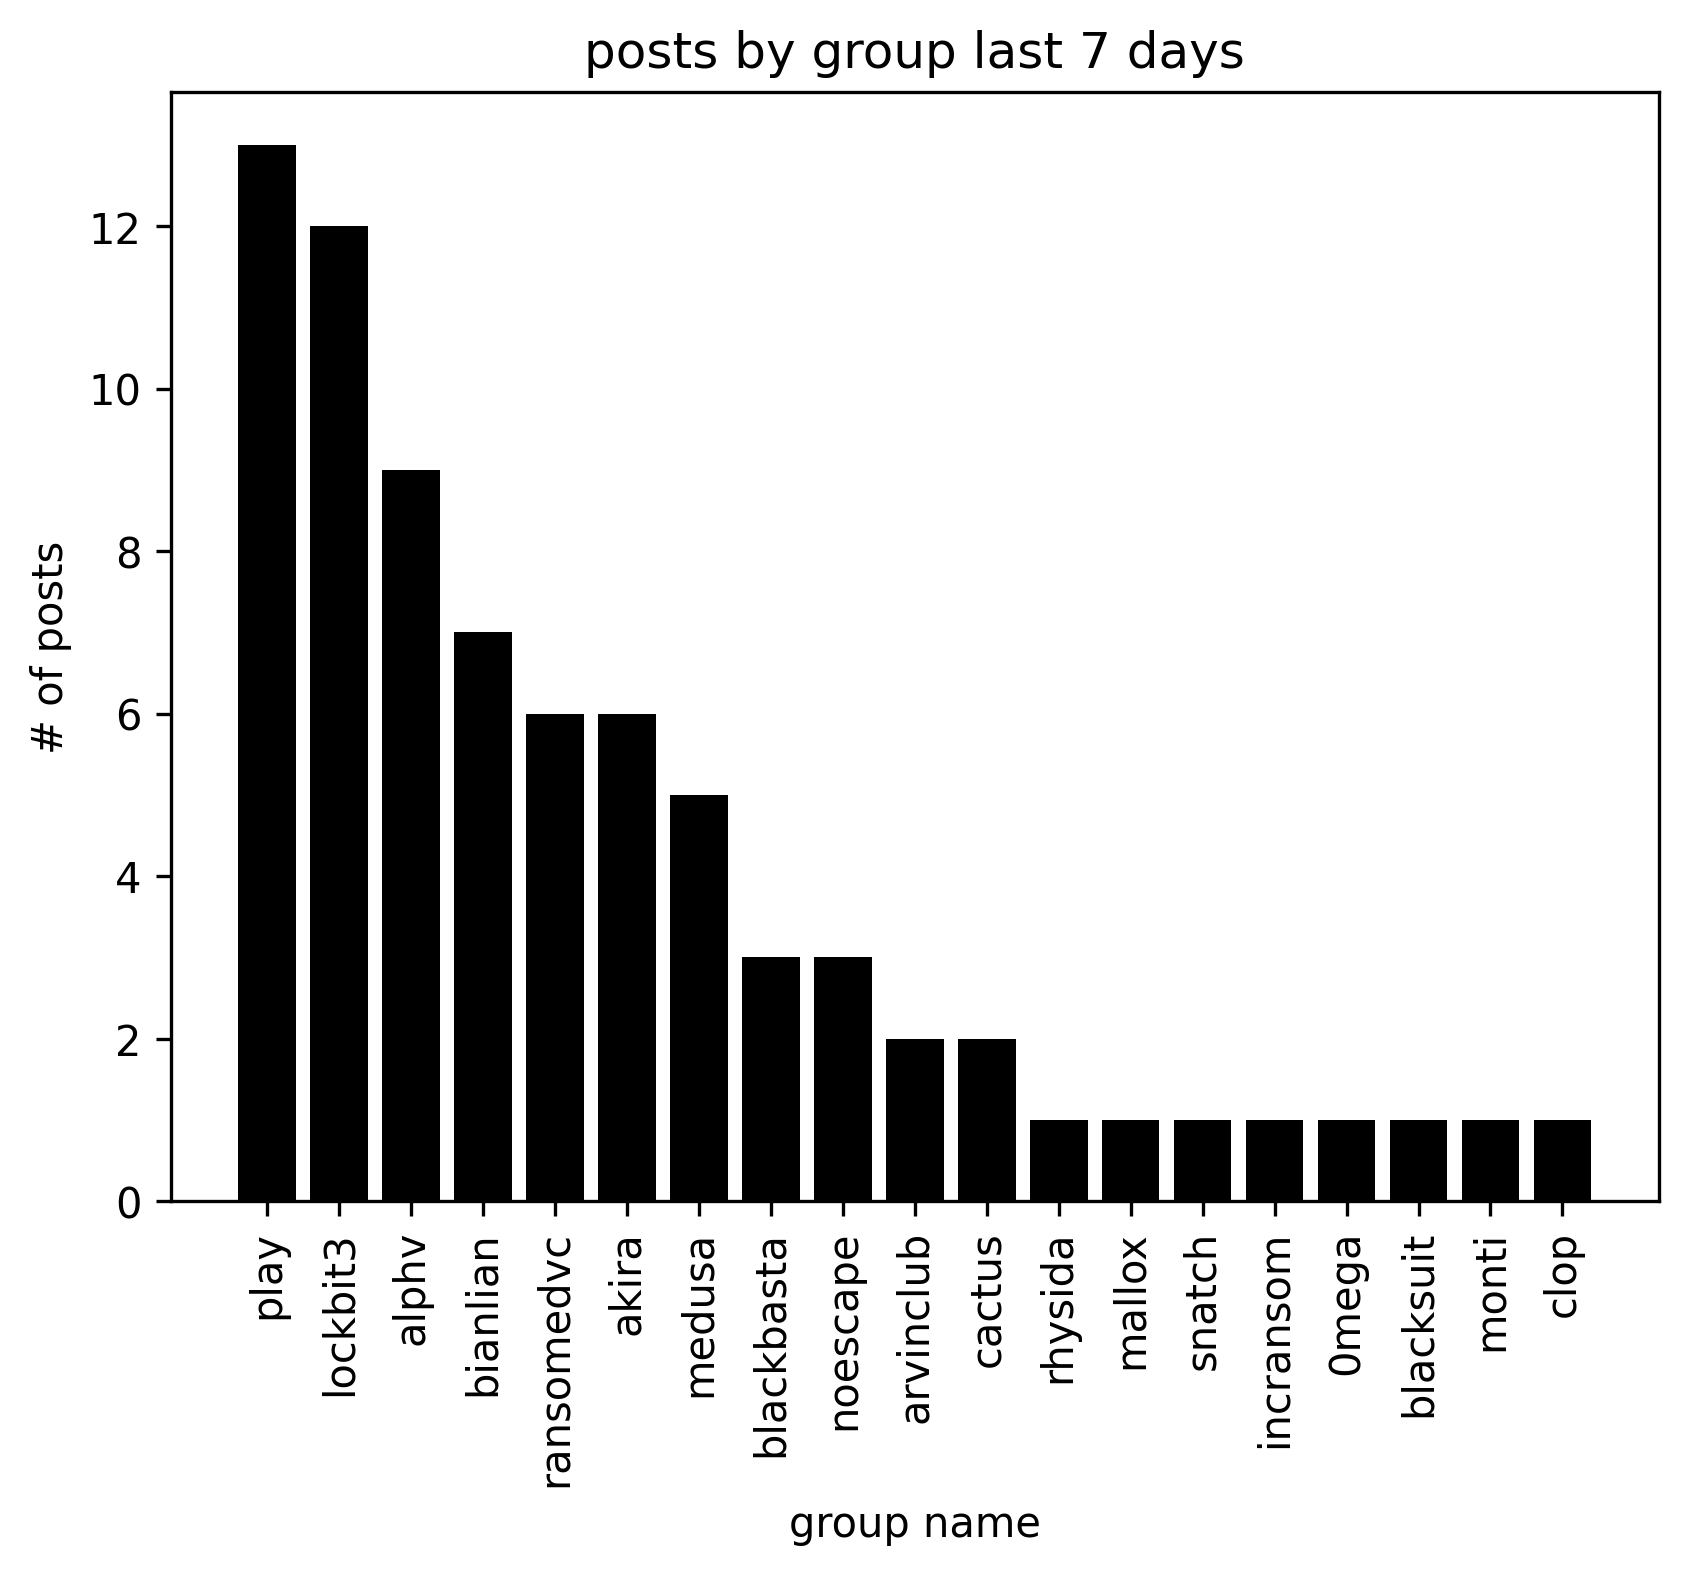 posts by group last 7 days
12
10
8
6
4
2
0
# of posts
play
lockbit3
alphv
bianlian
ransomedvc
akira
medusa
blackbasta
noescape
arvinclub
cactus
rhysida
mallox
snatch
incransom
0mega
blacksuit
monti
clop
group name